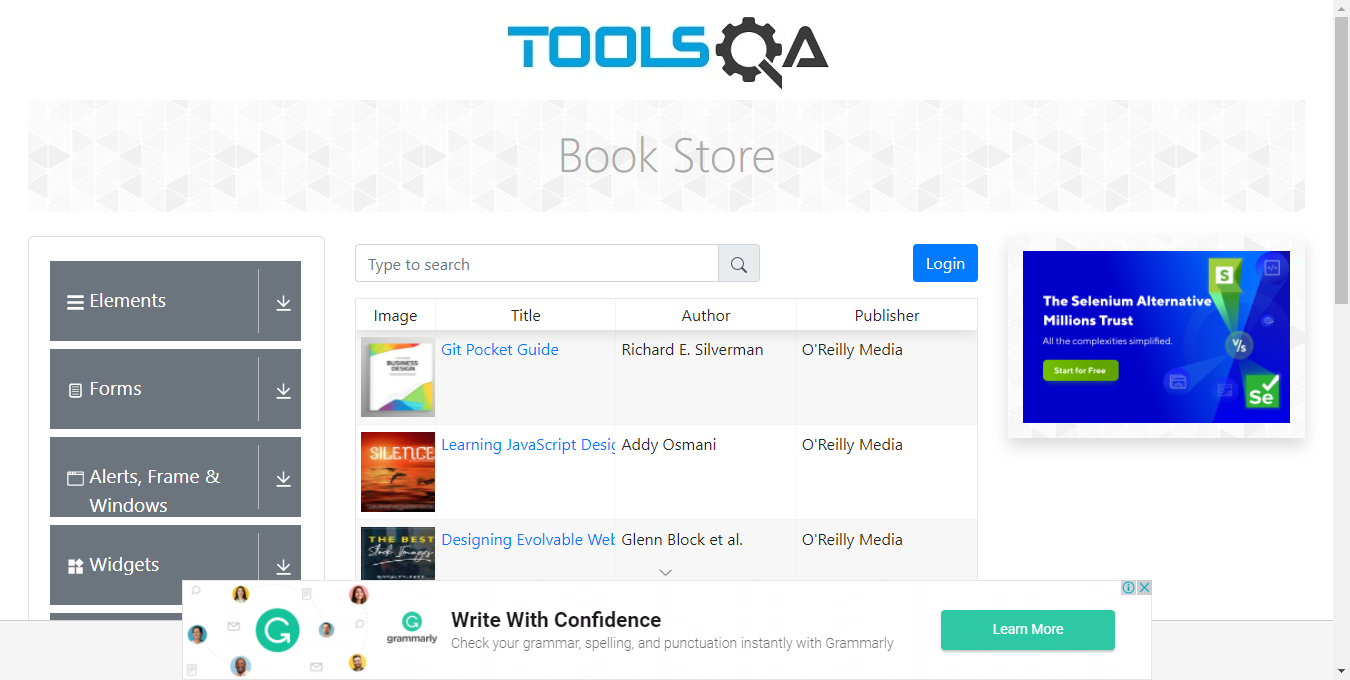 TOOLSQA
Book Store
Elements
Forms
Alerts, Frame &
Windows
Widgets
Type to search
Login
Image Title Author Publisher
BUSINESS
DESIGN
Git Pocket Guide Richard E. Silverman O'Reilly Media
SILENCE
Learning JavaScript Desig Addy Osmani O'Reilly Media
THE BEST
Stock Images
Designing Evolvable Web Glenn Block et al. O'Reilly Media
The Selenium Alternative
Millions Trust
All the complexities simplified.
Start for Free
S
V/s
Se
G
grammarly
Write With Confidence
Check your grammar, spelling, and punctuation instantly with Grammarly
Learn More